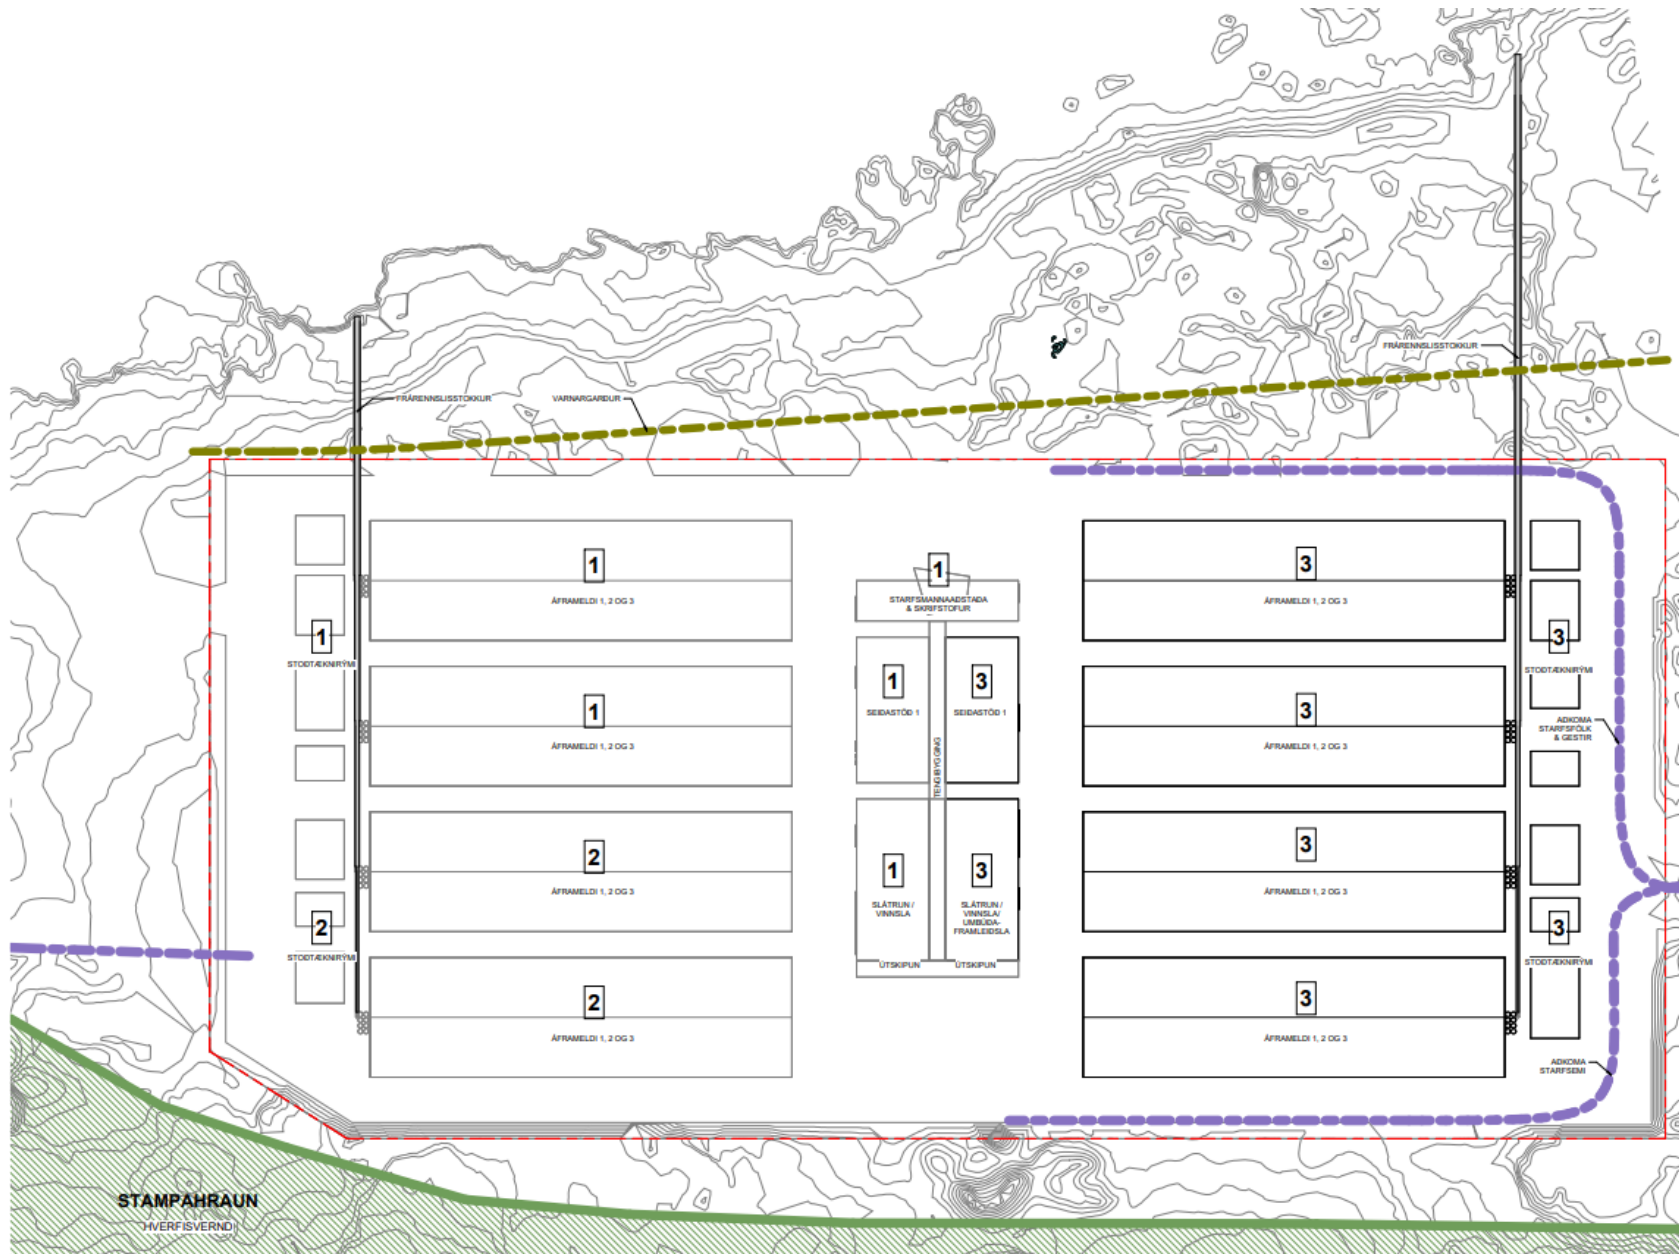 FRÁRENNSLISSTOKKUR
FRÁRENNSLISSTOKKUR
VARNARGARÐUR
1
ÁFRAMELDI 1, 2 OG 3
1
STARFSMANNAAÐSTAÐA
& SKRIFSTOFUR
3
ÁFRAMELDI 1, 2 OG 3
1
STOÐTÆKNIRÝMI
3
STOÐTÆKNIRÝMI
1
ÁFRAMELDI 1, 2 OG 3
1
SEIÐASTÖÐ 1
3
SEIÐASTÖÐ 1
TENGIBYGGING
3
ÁFRAMELDI 1, 2 OG 3
AÐKOMA
STARFSFÓLK
& GESTIR
2
ÁFRAMELDI 1, 2 OG 3
1
SLÁTRUN /
VINNSLA
3
SLÁTRUN /
VINNSLA/
UMBÚÐA-
FRAMLEIÐSLA
3
ÁFRAMELDI 1, 2 OG 3
2
STOÐTÆKNIRÝMI
ÚTSKIPUN
ÚTSKIPUN
3
STOÐTÆKNIRÝMI
2
ÁFRAMELDI 1, 2 OG 3
3
ÁFRAMELDI 1, 2 OG 3
AÐKOMA
STARFSEMI
STAMPAHRAUN
HVERFISVERND